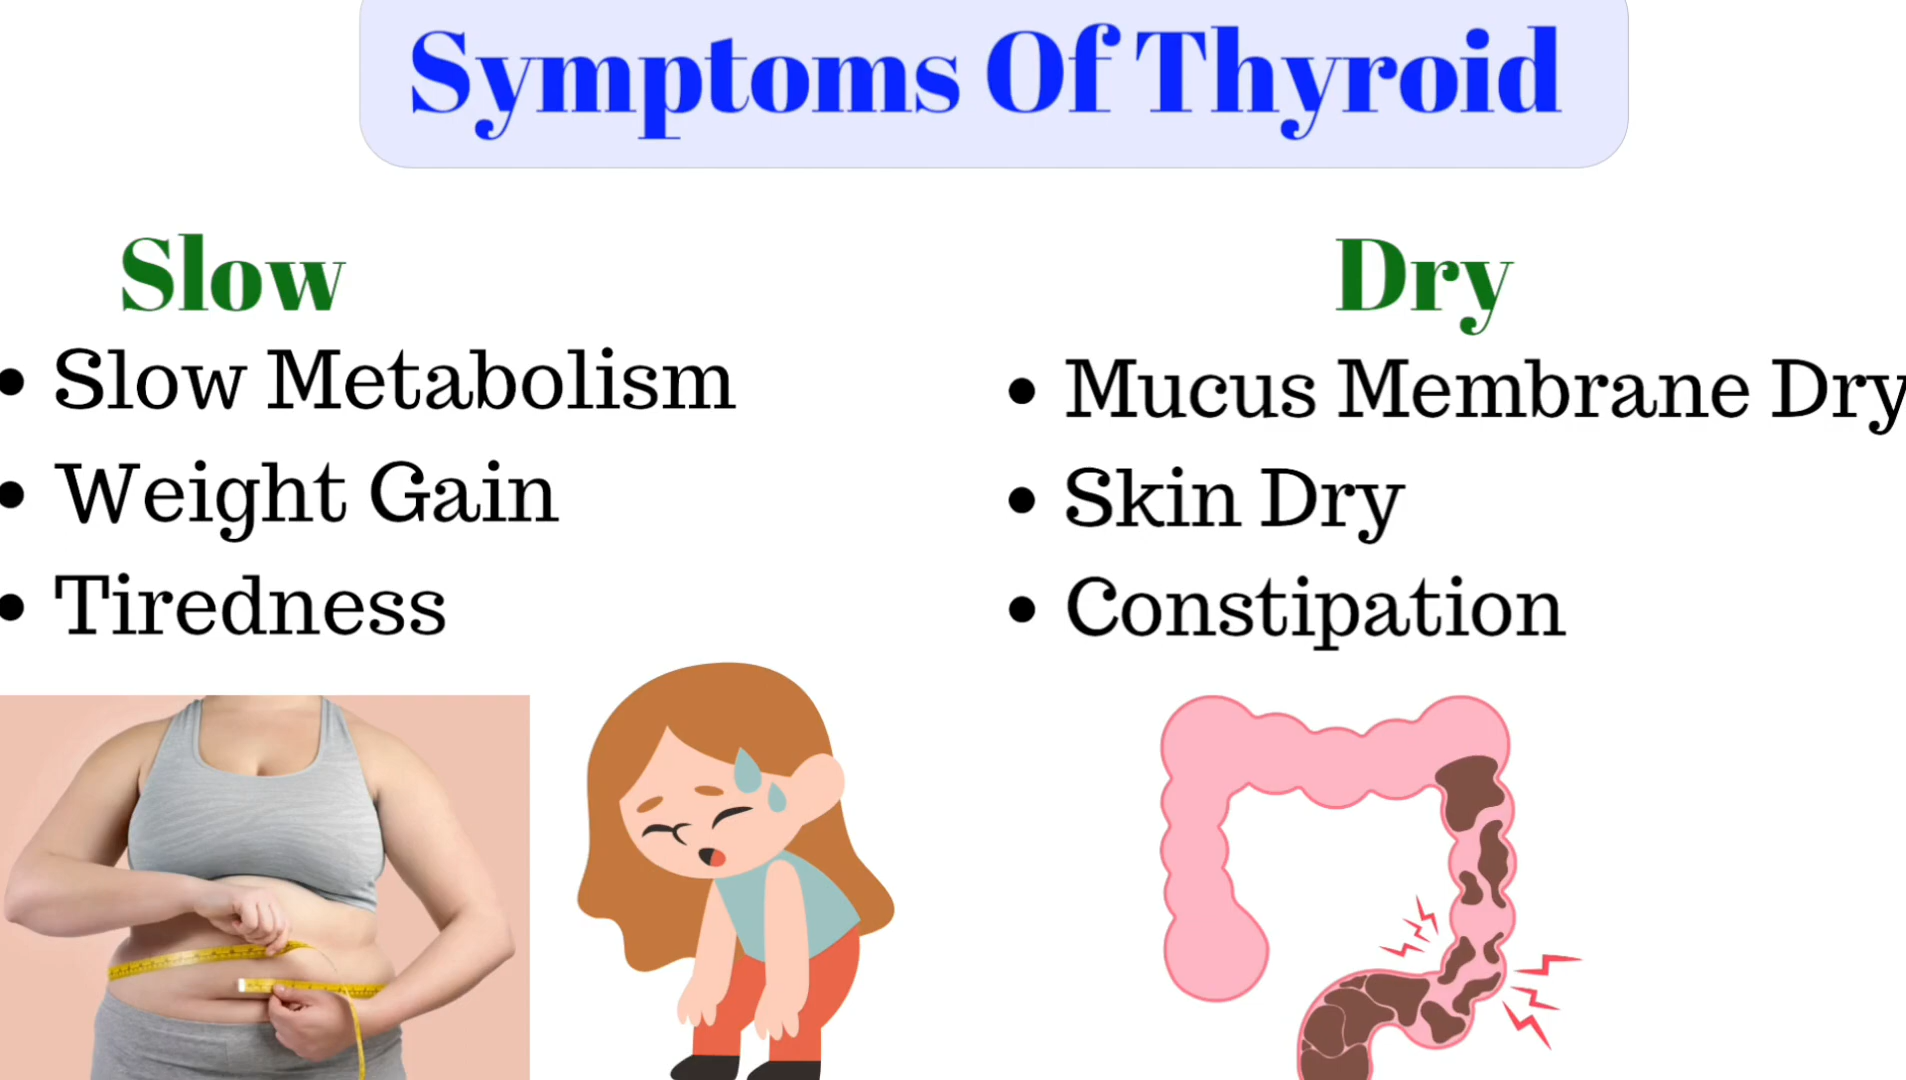 Symptoms Of Thyroid
Slow
• Slow Metabolism
• Weight Gain
• Tiredness
Dry
• Mucus Membrane Dry
• Skin Dry
• Constipation